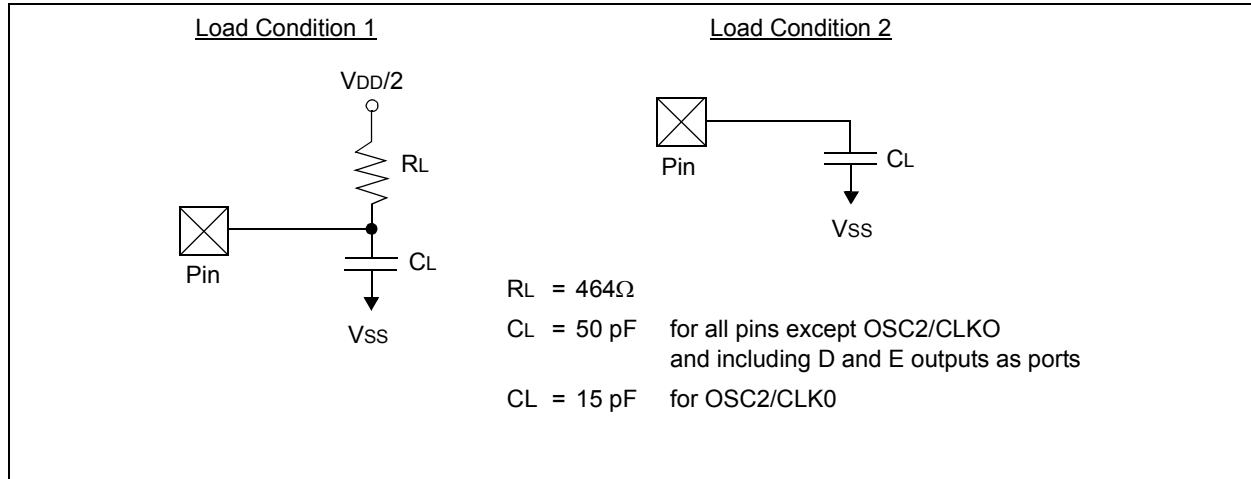 Load Condition 1
VDD/2
RL
Pin
CL
VSS
Load Condition 2
Pin
CL
VSS
RL = 464Ω
CL = 50 pF for all pins except OSC2/CLKO
and including D and E outputs as ports
CL = 15 pF for OSC2/CLK0